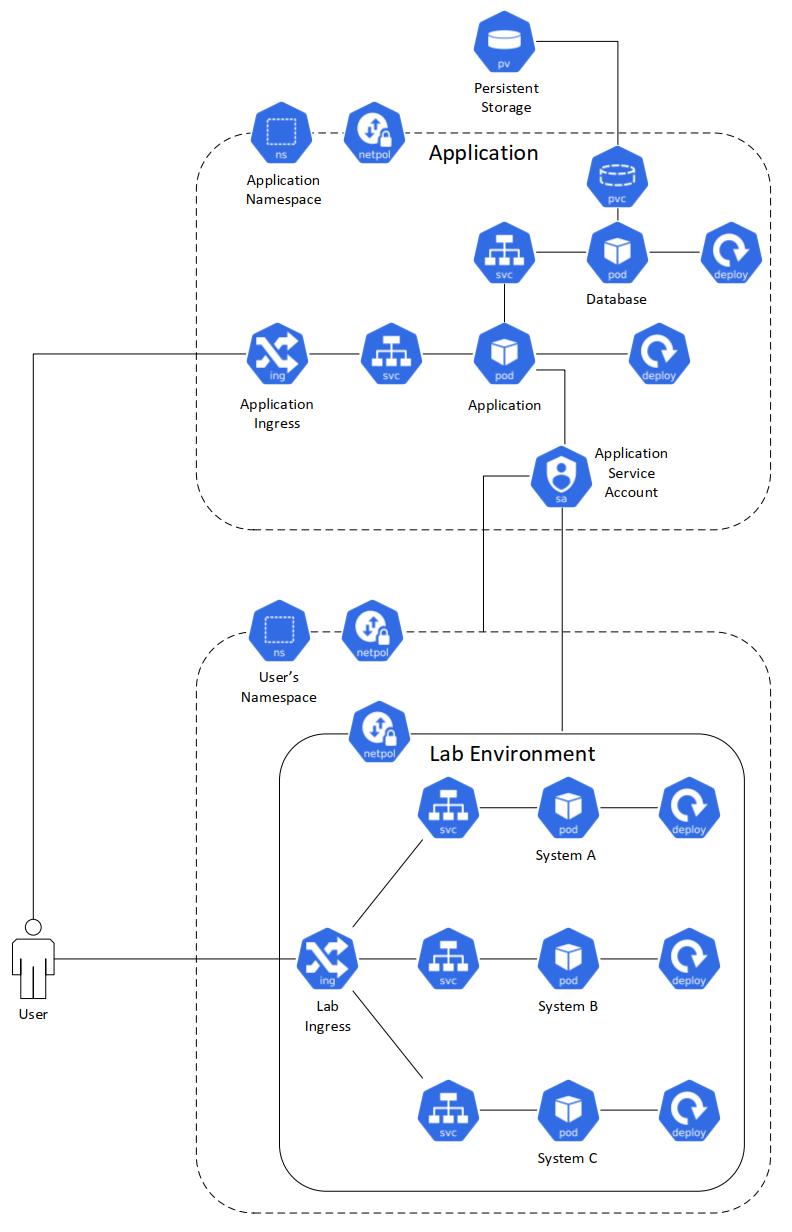 pv
Persistent
Storage
ns
netpol
Application
Application
Namespace
pvc
svc
pod
deploy
Database
ing
svc
pod
deploy
Application
Ingress
Application
sa
Application
Service
Account
ns
netpol
User’s
Namespace
netpol
Lab Environment
svc
pod
deploy
System A
ing
svc
pod
deploy
Lab
Ingress
System B
User
svc
pod
deploy
System C